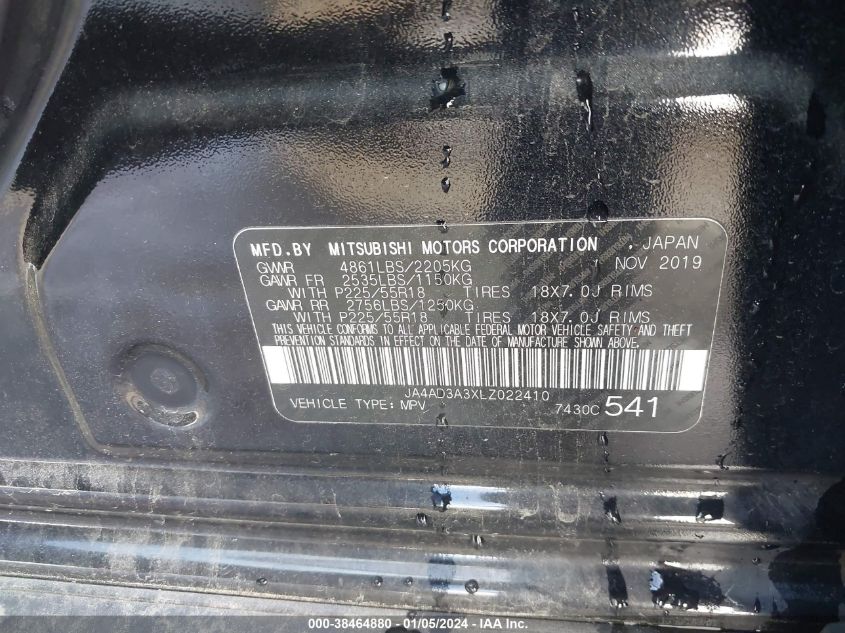 MFD.BY MITSUBISHI MOTORS CORPORATION . JAPAN
GVWR 4861LBS/2205KG 1 NOV 2019
GAWR FR 2535LBS/1150KG
WITH P225/55R18 TIRES 18X7.0J RIMS
GAWR RR 2756LBS/1250KG
WITH P225/55R18 TIRES 18X7.0J RIMS
THIS VEHICLE CONFORMS TO ALL APPLICABLE FEDERAL MOTOR VEHICLE SAFETY AND THEFT
PREVENTION STANDARDS IN EFFECT ON THE DATE OF MANUFACTURE SHOWN ABOVE.
JA4AD3A3XLZ022410
VEHICLE TYPE: MPV 7430C 541
000-38464880 - 01/05/2024 - IAA Inc.